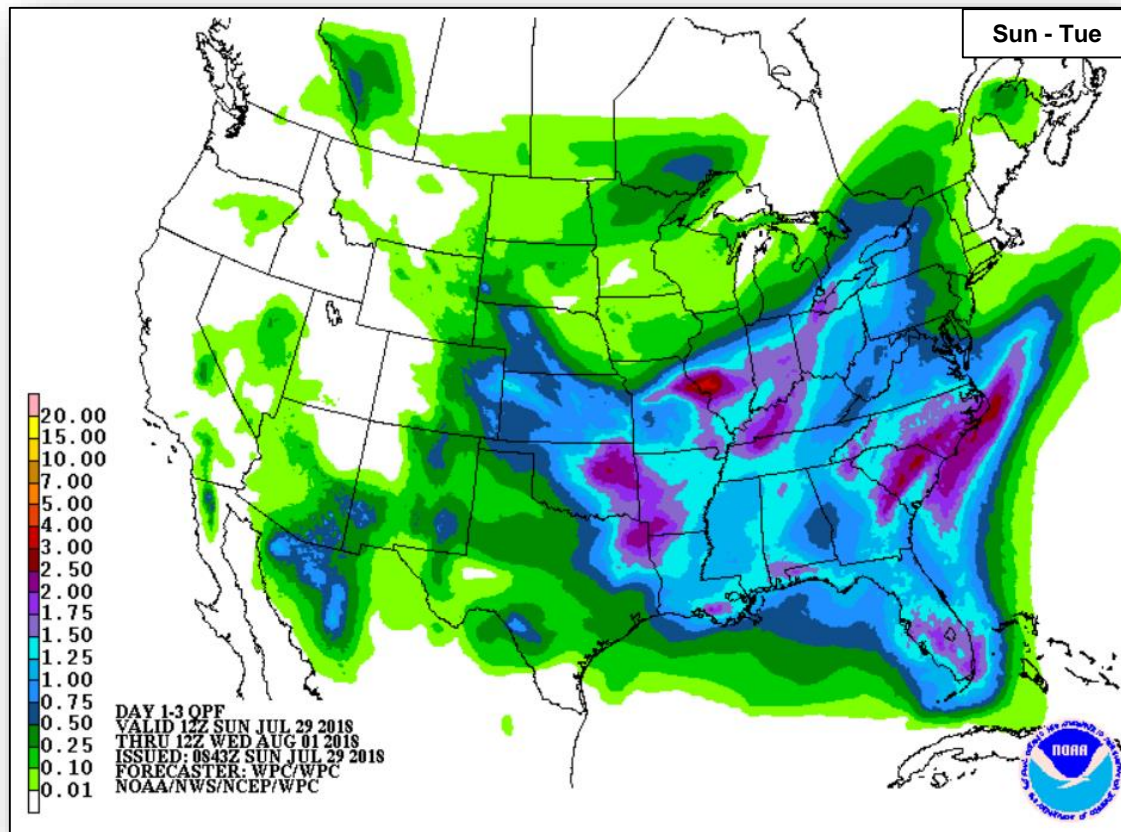 Sun - Tue
20.00
15.00
10.00
7.00
5.00
4.00
3.00
2.50
2.00
1.75
1.50
1.25
1.00
0.75
0.50
0.25
0.10
0.01
DAY 1-3 QPF
VALID 12Z SUN JUL 29 2018
THRU 12Z WED AUG 01 2018
ISSUED: 0843Z SUN JUL 29 2018
FORECASTER: WPC/WPC
NOAA/NWS/NCEP/WPC
NOAA